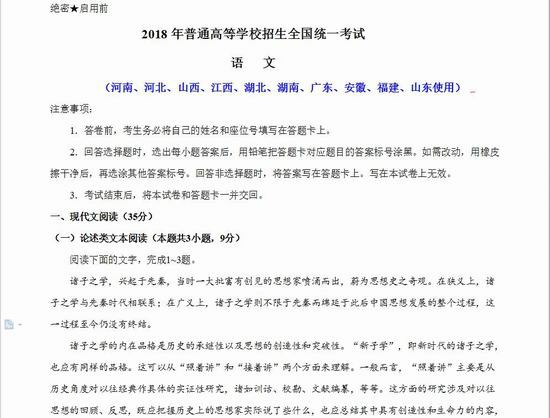 绝密★启用前
2018 年普通高等学校招生全国统一考试
语 文
（河南、河北、山西、江西、湖北、湖南、广东、安徽、福建、山东使用）
注意事项：
1．答卷前，考生务必将自己的姓名和座位号填写在答题卡上。
2．回答选择题时，选出每小题答案后，用铅笔把答题卡对应题目的答案标号涂黑。如需改动，用橡皮
擦干净后，再选涂其他答案标号。回答非选择题时，将答案写在答题卡上。写在本试卷上无效。
3．考试结束后，将本试卷和答题卡一并交回。
一、现代文阅读（35分）
（一）论述类文本阅读（本题共3小题，9分）
阅读下面的文字，完成1~3题。
诸子之学，兴起于先秦，当时一大批富有创见的思想家喷涌而出，蔚为思想史之奇观。在狭义上，诸
子之学与先秦时代相联系；在广义上，诸子之学则不限于先秦而绵延于此后中国思想发展的整个过程，这
一过程至今仍没有终结。
诸子之学的内在品格是历史的承继性以及思想的创造性和突破性。“新子学”，即新时代的诸子之学，
也应有同样的品格。这可以从“照着讲”和“接着讲”两个方面来理解。一般而言，“照着讲”主要是从
历史角度对以往经典作具体的实证性研究，诸如训诂、校勘、文献编纂，等等。这方面的研究涉及对以往
思想的回顾、反思，既应把握历史上的思想家实际说了些什么，也应总结其中具有创造性和生命力的内容，